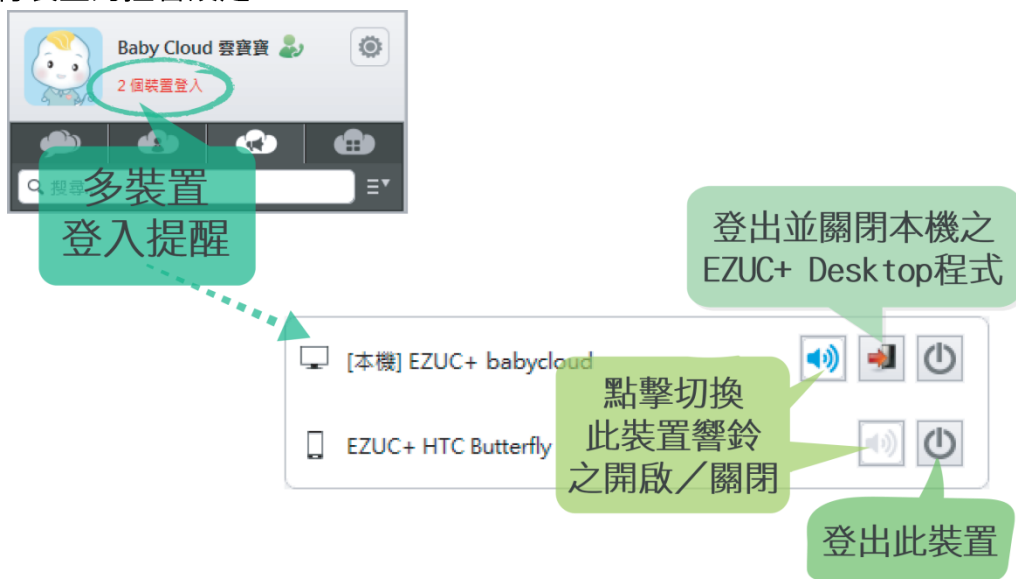 Baby Cloud 雲寶寶
2 個裝置登入
搜尋
多裝置
登入提醒
登出並關閉本機之
EZUC+ Desktop程式
[本機] EZUC+ babycloud
點擊切換
此裝置響鈴
之開啟／關閉
EZUC+ HTC Butterfly
登出此裝置